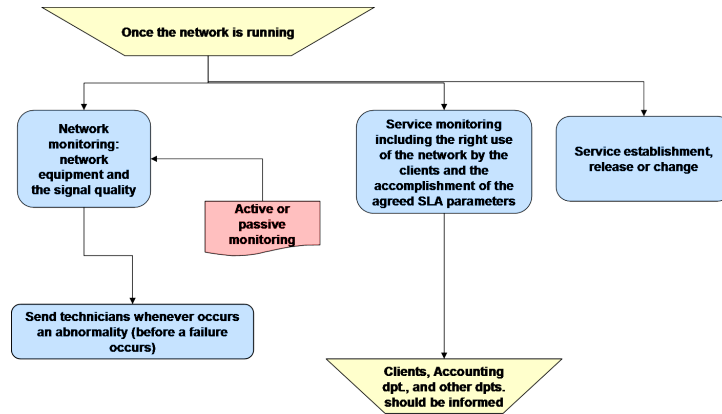 Once the network is running
Network
monitoring:
network
equipment and
the signal quality
Service monitoring
including the right use
of the network by the
clients and the
accomplishment of the
agreed SLA parameters
Service establishment,
release or change
Active or
passive
monitoring
Send technicians whenever occurs
an abnormality (before a failure
occurs)
Clients, Accounting
dpt., and other dpts.
should be informed